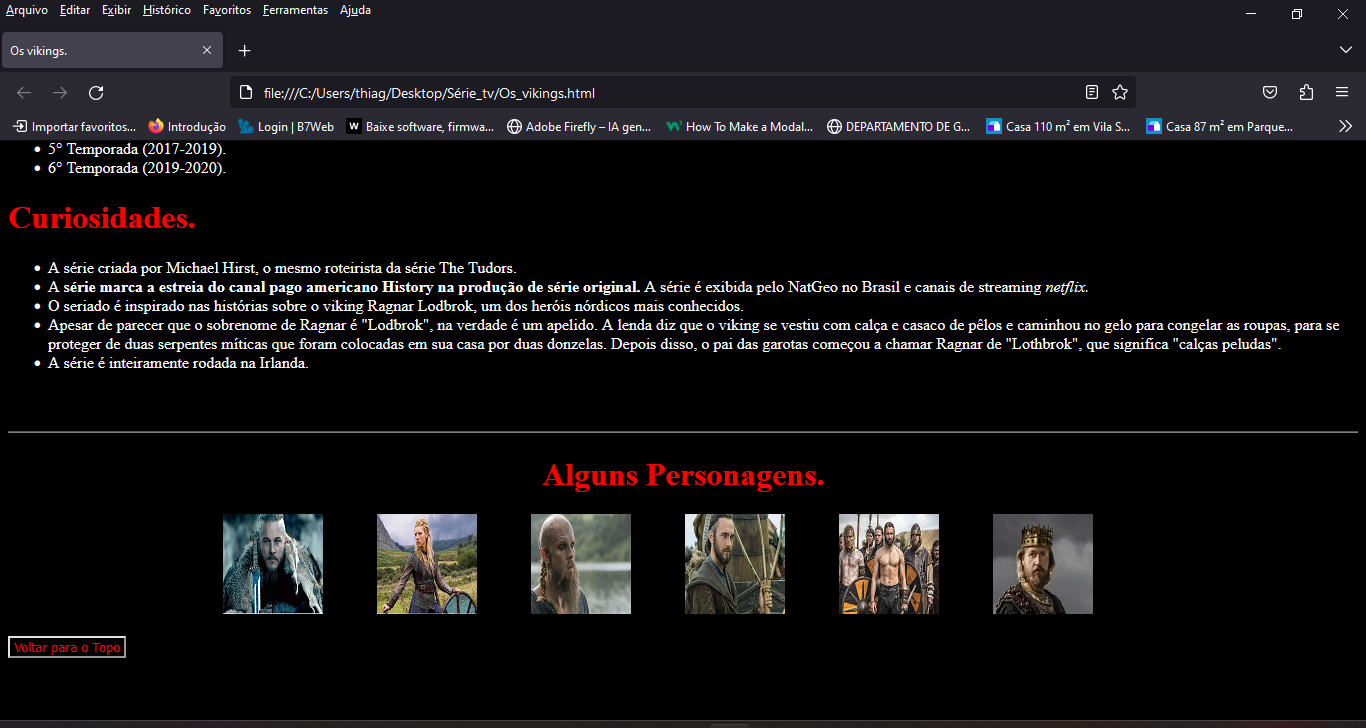 Arquivo Editar Exibir Histórico Favoritos Ferramentas Ajuda
Os vikings.
file:///C:/Users/thiag/Desktop/Série_tv/Os_vikings.html
Importar favoritos... Introdução Login | B7Web Baixe software, firmwa... Adobe Firefly – IA gen... How To Make a Modal... DEPARTAMENTO DE G... Casa 110 m² em Vila S... Casa 87 m² em Parque...
• 5° Temporada (2017-2019).
• 6° Temporada (2019-2020).
Curiosidades.
• A série criada por Michael Hirst, o mesmo roteirista da série The Tudors.
• A série marca a estreia do canal pago americano History na produção de série original. A série é exibida pelo NatGeo no Brasil e canais de streaming netflix.
• O seriado é inspirado nas histórias sobre o viking Ragnar Lodbrok, um dos heróis nórdicos mais conhecidos.
• Apesar de parecer que o sobrenome de Ragnar é "Lodbrok", na verdade é um apelido. A lenda diz que o viking se vestiu com calça e casaco de pêlos e caminhou no gelo para congelar as roupas, para se
proteger de duas serpentes míticas que foram colocadas em sua casa por duas donzelas. Depois disso, o pai das garotas começou a chamar Ragnar de "Lothbrok", que significa "calças peludas".
• A série é inteiramente rodada na Irlanda.
Alguns Personagens.
Voltar para o Topo